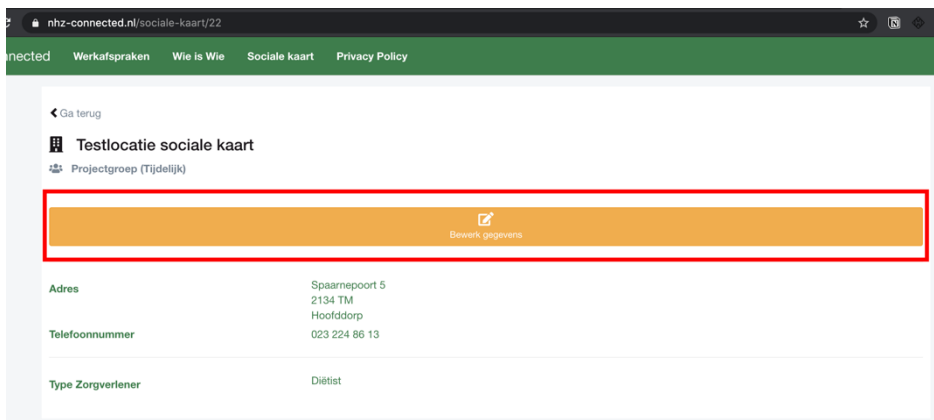 nhz-connected.nl/sociale-kaart/22
nnected Werkafspraken Wie is Wie Sociale kaart Privacy Policy
Ga terug
Testlocatie sociale kaart
Projectgroep (Tijdelijk)
Bewerk gegevens
Adres Spaarnepoort 5
2134 TM
Hoofddorp
Telefoonnummer 023 224 86 13
Type Zorgverlener Diëtist